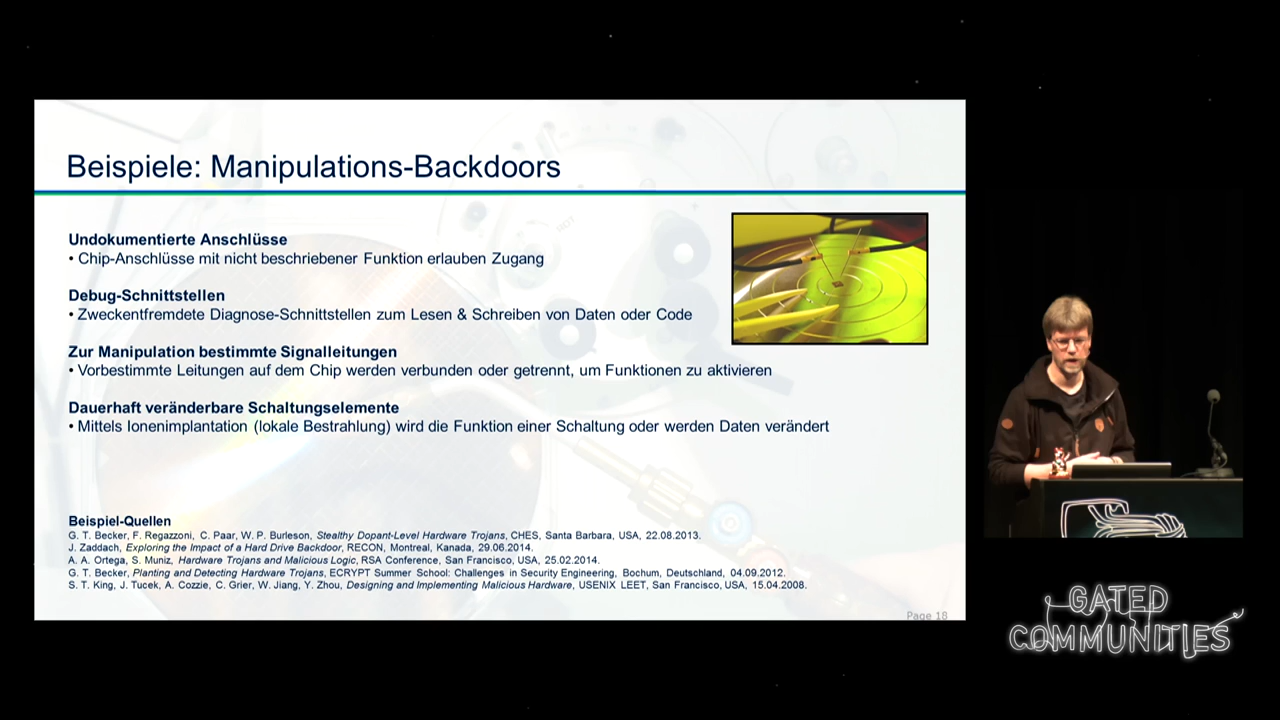 Beispiele: Manipulations-Backdoors
Undokumentierte Anschlüsse
• Chip-Anschlüsse mit nicht beschriebener Funktion erlauben Zugang
Debug-Schnittstellen
• Zweckentfremdete Diagnose-Schnittstellen zum Lesen & Schreiben von Daten oder Code
Zur Manipulation bestimmte Signalleitungen
• Vorbestimmte Leitungen auf dem Chip werden verbunden oder getrennt, um Funktionen zu aktivieren
Dauerhaft veränderbare Schaltungselemente
• Mittels Ionenimplantation (lokale Bestrahlung) wird die Funktion einer Schaltung oder werden Daten verändert
Beispiel-Quellen
G. T. Becker, F. Regazzoni, C. Paar, W. P. Burleson, Stealthy Dopant-Level Hardware Trojans, CHES, Santa Barbara, USA, 22.08.2013.
J. Zaddach, Exploring the Impact of a Hard Drive Backdoor, RECON, Montreal, Kanada, 29.06.2014.
A. A. Ortega, S. Muniz, Hardware Trojans and Malicious Logic, RSA Conference, San Francisco, USA, 25.02.2014.
G. T. Becker, Planting and Detecting Hardware Trojans, ECRYPT Summer School: Challenges in Security Engineering, Bochum, Deutschland, 04.09.2012.
S. T. King, J. Tucek, A. Cozzie, C. Grier, W. Jiang, Y. Zhou, Designing and Implementing Malicious Hardware, USENIX LEET, San Francisco, USA, 15.04.2008.
Page 18
GATED
COMMUNITIES